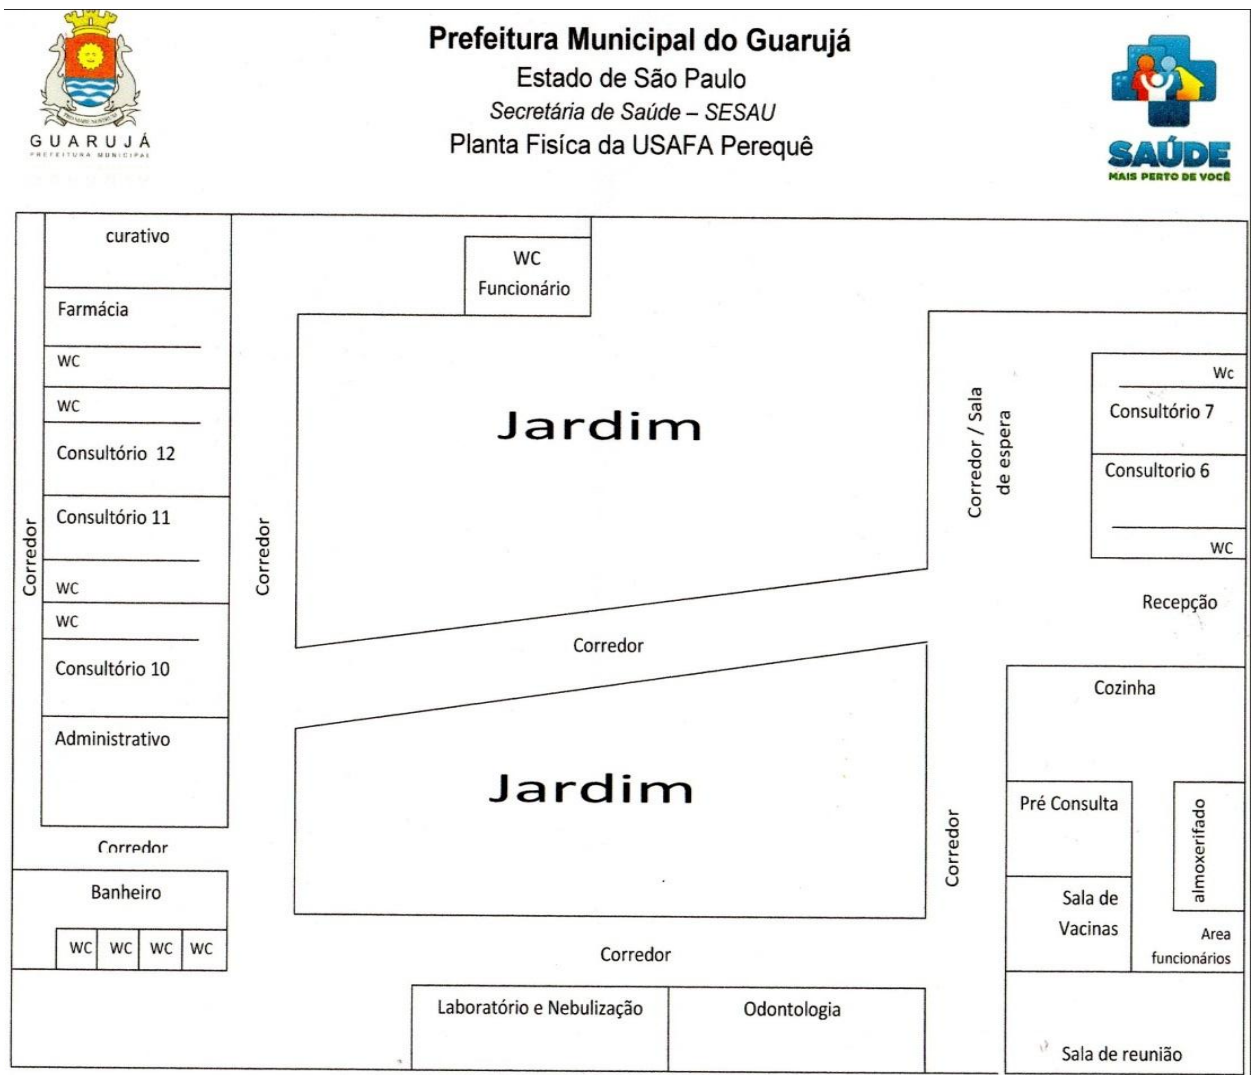 Prefeitura Municipal do Guarujá
Estado de São Paulo
Secretária de Saúde – SESAU
Planta Fisíca da USAFA Perequê
GUARUJÁ
PREFEITURA MUNICIPAL
SAÚDE
MAIS PERTO DE VOCÊ
curativo
Farmácia
WC
WC
Consultório 12
Consultório 11
WC
WC
Consultório 10
Administrativo
Corredor
Corredor
Banheiro
WC
WC
WC
WC
Corredor
WC
Funcionário
Jardim
Corredor
Jardim
Corredor
Laboratório e Nebulização
Odontologia
Corredor / Sala
de espera
Wc
Consultório 7
Consultorio 6
WC
Recepção
Cozinha
Pré Consulta
almoxerifado
Corredor
Sala de
Vacinas
Area
funcionários
Sala de reunião